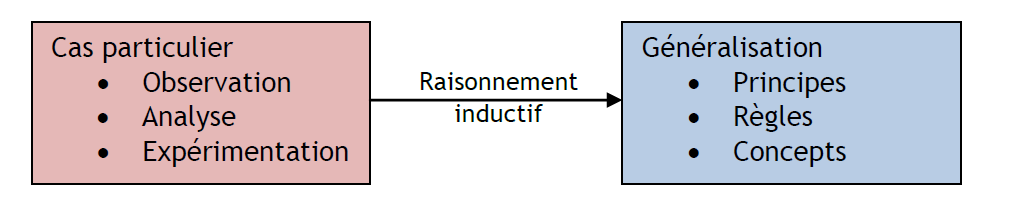 Cas particulier
• Observation
• Analyse
• Expérimentation
Raisonnement
inductif
Généralisation
• Principes
• Règles
• Concepts